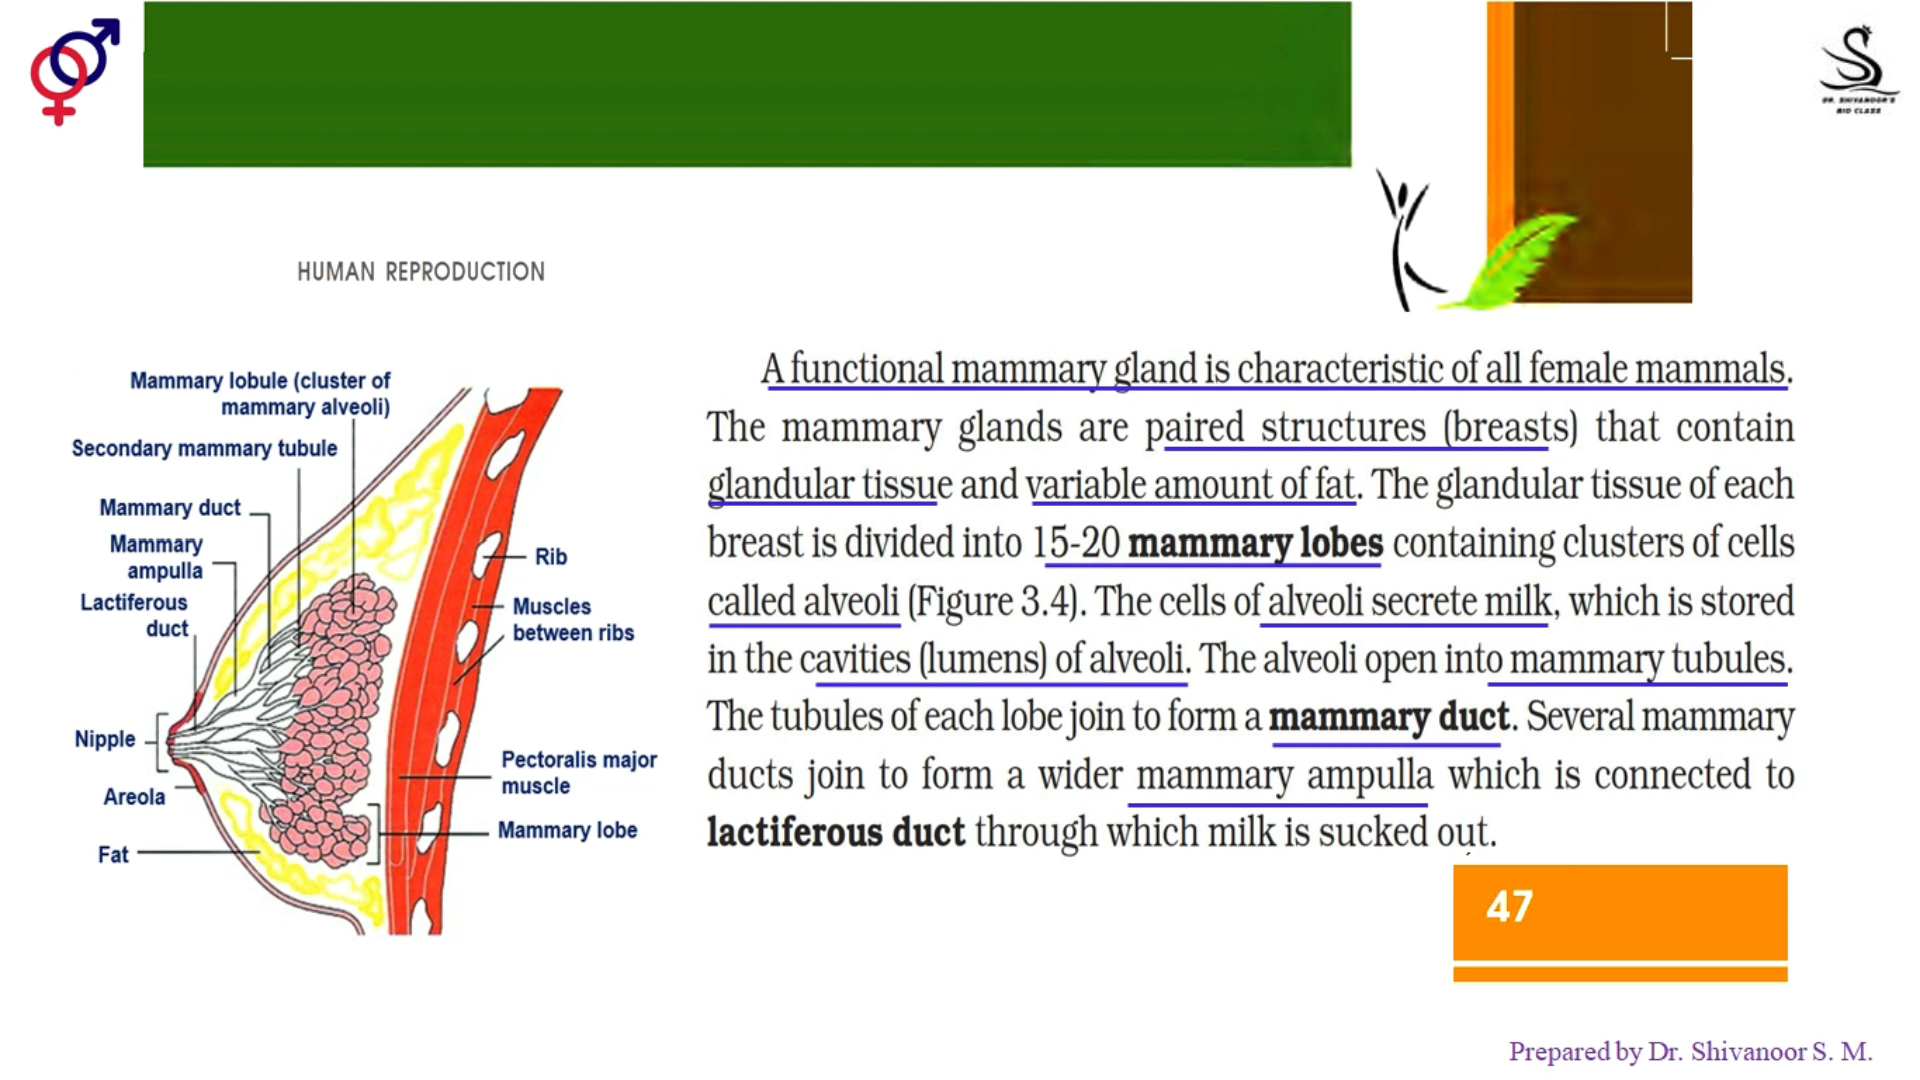 DR. SHIVANOOR'S
BIO CLASS
HUMAN REPRODUCTION
Mammary lobule (cluster of
mammary alveoli)
Secondary mammary tubule
Mammary duct
Mammary
ampulla
Lactiferous
duct
Nipple
Areola
Fat
Rib
Muscles
between ribs
Pectoralis major
muscle
Mammary lobe
A functional mammary gland is characteristic of all female mammals.
The mammary glands are paired structures (breasts) that contain
glandular tissue and variable amount of fat. The glandular tissue of each
breast is divided into 15-20 mammary lobes containing clusters of cells
called alveoli (Figure 3.4). The cells of alveoli secrete milk, which is stored
in the cavities (lumens) of alveoli. The alveoli open into mammary tubules.
The tubules of each lobe join to form a mammary duct. Several mammary
ducts join to form a wider mammary ampulla which is connected to
lactiferous duct through which milk is sucked out.
47
Prepared by Dr. Shivanoor S. M.